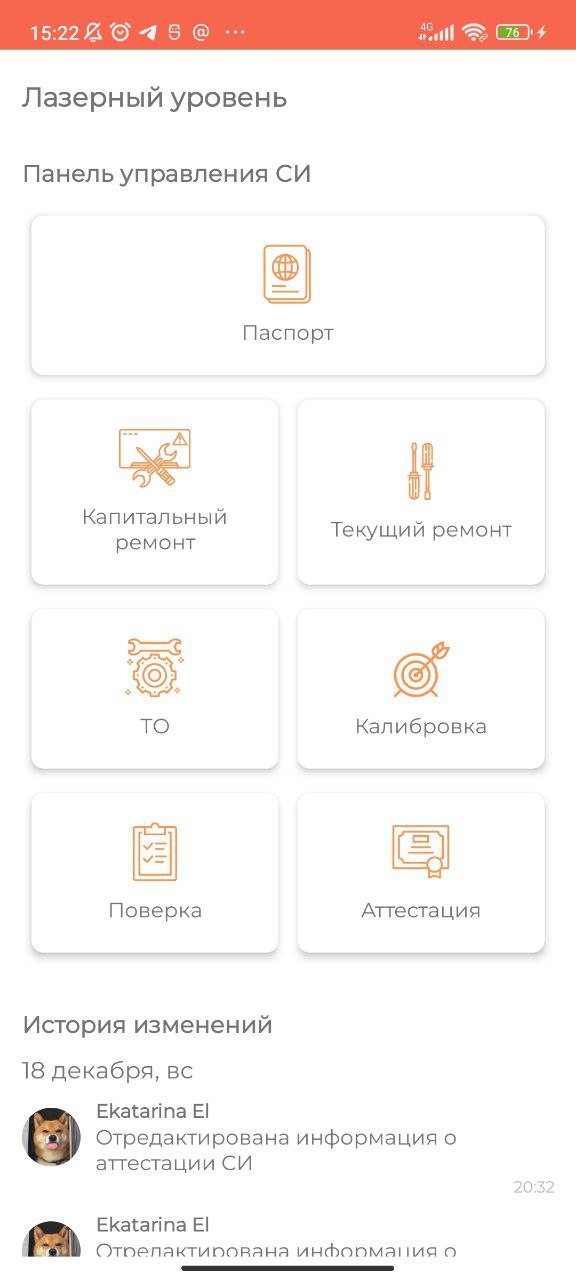 15:22
4G
76
Лазерный уровень
Панель управления СИ
Паспорт
Капитальный
ремонт
Текущий ремонт
ТО
Калибровка
Поверка
Аттестация
История изменений
18 декабря, вс
Ekatarina El
Отредактирована информация о
аттестации СИ
20:32
Ekatarina El
Отредактирована информация о